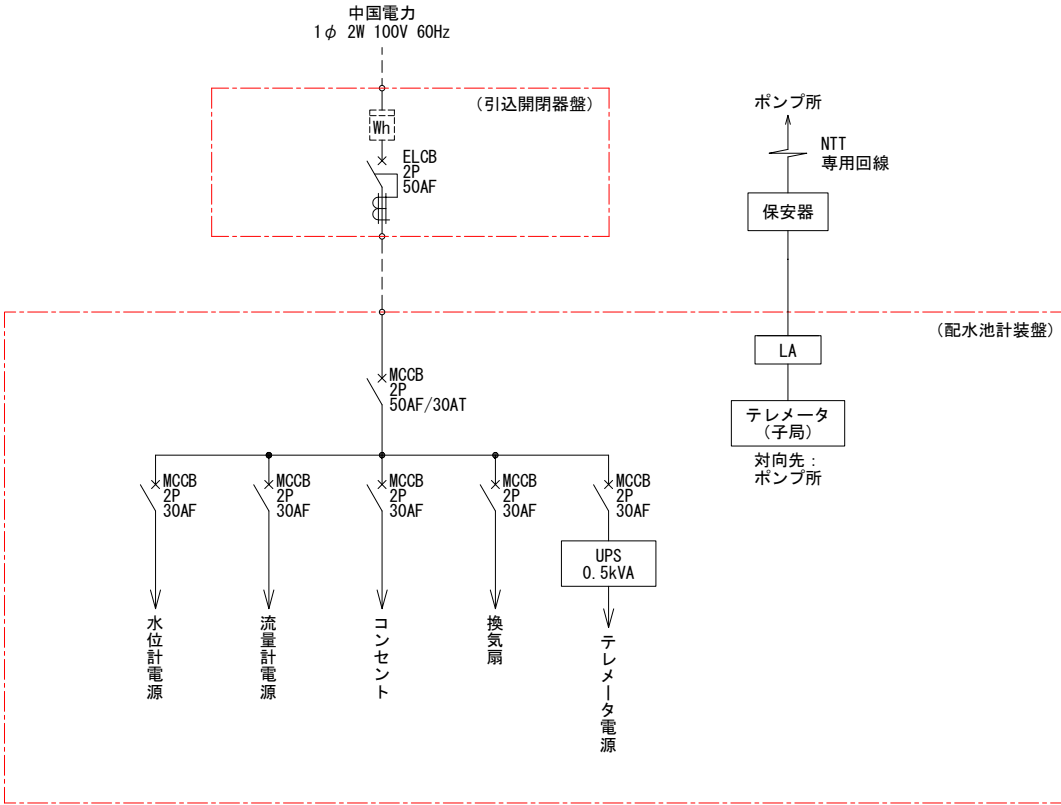 中国電力
1φ 2W 100V 60Hz
(引込開閉器盤)
Wh
ELCB
2P
50AF
ポンプ所
NTT
専用回線
保安器
(配水池計装盤)
LA
テレメータ
(子局)
対向先：
ポンプ所
MCCB
2P
50AF/30AT
MCCB
2P
30AF
MCCB
2P
30AF
MCCB
2P
30AF
MCCB
2P
30AF
MCCB
2P
30AF
UPS
0.5kVA
水位計電源
流量計電源
コンセント
換気扇
テレメータ電源